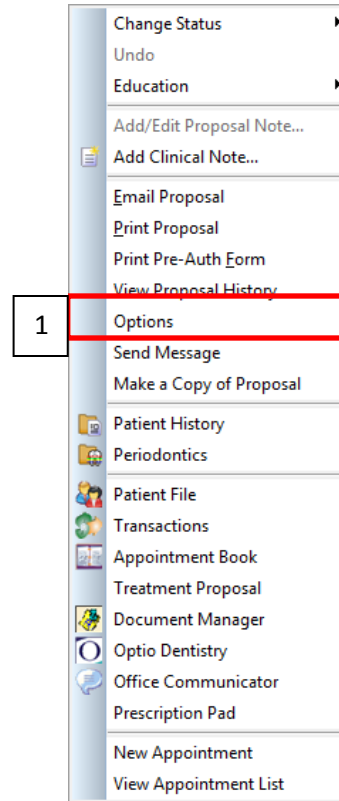 Change Status
Undo
Education
Add/Edit Proposal Note...
Add Clinical Note...
Email Proposal
Print Proposal
Print Pre-Auth Form
View Proposal History
1
Options
Send Message
Make a Copy of Proposal
Patient History
Periodontics
Patient File
Transactions
Appointment Book
Treatment Proposal
Document Manager
Optio Dentistry
Office Communicator
Prescription Pad
New Appointment
View Appointment List